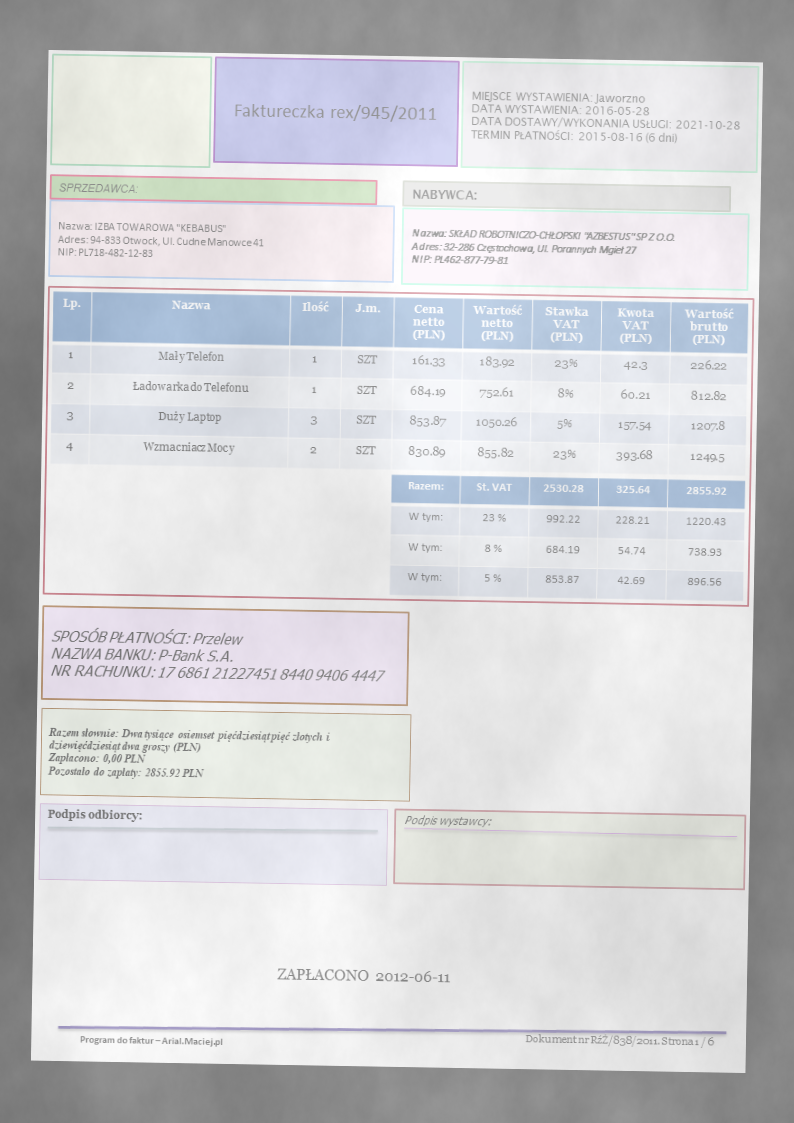 Faktureczka rex/945/2011
MIEJSCE WYSTAWIENIA: Jaworzno
DATA WYSTAWIENIA: 2016-05-28
DATA DOSTAWY/WYKONANIA USŁUGI: 2021-10-28
TERMIN PŁATNOŚCI: 2015-08-16 (6 dni)
SPRZEDAWCA:
Nazwa: IZBA TOWAROWA "KEBABUS"
Adres: 94-833 Otwock, Ul. Cudne Manowce 41
NIP: PL718-482-12-83
NABYWCA:
Nazwa: SKŁAD ROBOTNICZO-CHŁOPSKI "AZBESTUS" SP Z O.O.
Adres: 32-286 Częstochowa, Ul. Porannych Mgieł 27
NIP: PL462-877-79-81
Lp. Nazwa Ilość J.m. Cena netto (PLN) Wartość netto (PLN) Stawka VAT (PLN) Kwota VAT (PLN) Wartość brutto (PLN)
1 Mały Telefon 1 SZT 161.33 183.92 23% 42.3 226.22
2 Ładowarka do Telefonu 1 SZT 684.19 752.61 8% 60.21 812.82
3 Duży Laptop 3 SZT 853.87 1050.26 5% 157.54 1207.8
4 Wzmacniacz Mocy 2 SZT 830.89 855.82 23% 393.68 1249.5
Razem: St. VAT 2530.28 325.64 2855.92
W tym: 23 % 992.22 228.21 1220.43
W tym: 8 % 684.19 54.74 738.93
W tym: 5 % 853.87 42.69 896.56
SPOSÓB PŁATNOŚCI: Przelew
NAZWA BANKU: P-Bank S.A.
NR RACHUNKU: 17 6861 21227451 8440 9406 4447
Razem słownie: Dwa tysiące osiemset pięćdziesiąt pięć złotych i
dziewięćdziesiąt dwa groszy (PLN)
Zapłacono: 0,00 PLN
Pozostało do zapłaty: 2855.92 PLN
Podpis odbiorcy:
Podpis wystawcy:
ZAPŁACONO 2012-06-11
Program do faktur – Arial.Maciej.pl
Dokument nr RŻŹ/838/2011. Strona 1 / 6